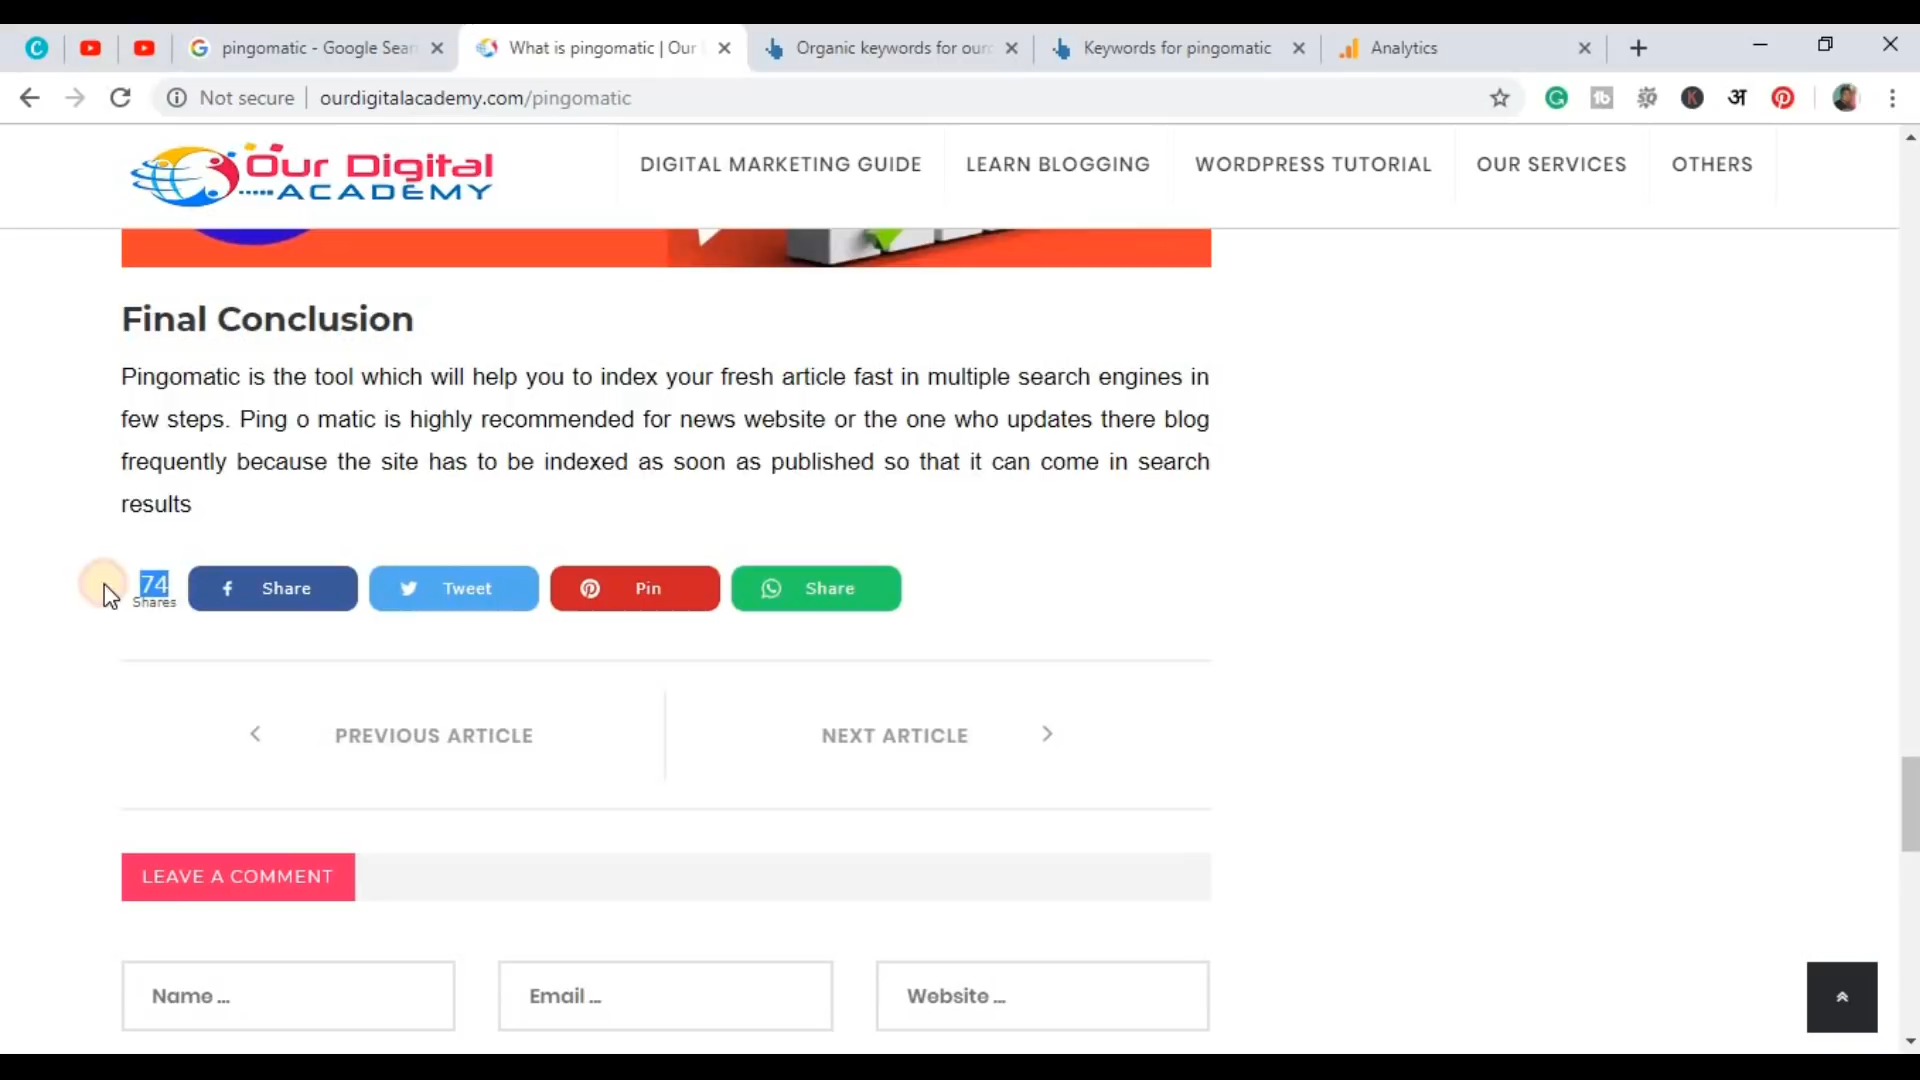 pingomatic - Google Sear
What is pingomatic | Our
Organic keywords for our
Keywords for pingomatic
Analytics
Not secure
ourdigitalacademy.com/pingomatic
Our Digital
ACADEMY
DIGITAL MARKETING GUIDE
LEARN BLOGGING
WORDPRESS TUTORIAL
OUR SERVICES
OTHERS
Final Conclusion
Pingomatic is the tool which will help you to index your fresh article fast in multiple search engines in
few steps. Ping o matic is highly recommended for news website or the one who updates there blog
frequently because the site has to be indexed as soon as published so that it can come in search
results
74
Shares
Share
Tweet
Pin
Share
PREVIOUS ARTICLE
NEXT ARTICLE
LEAVE A COMMENT
Name ...
Email ...
Website ...